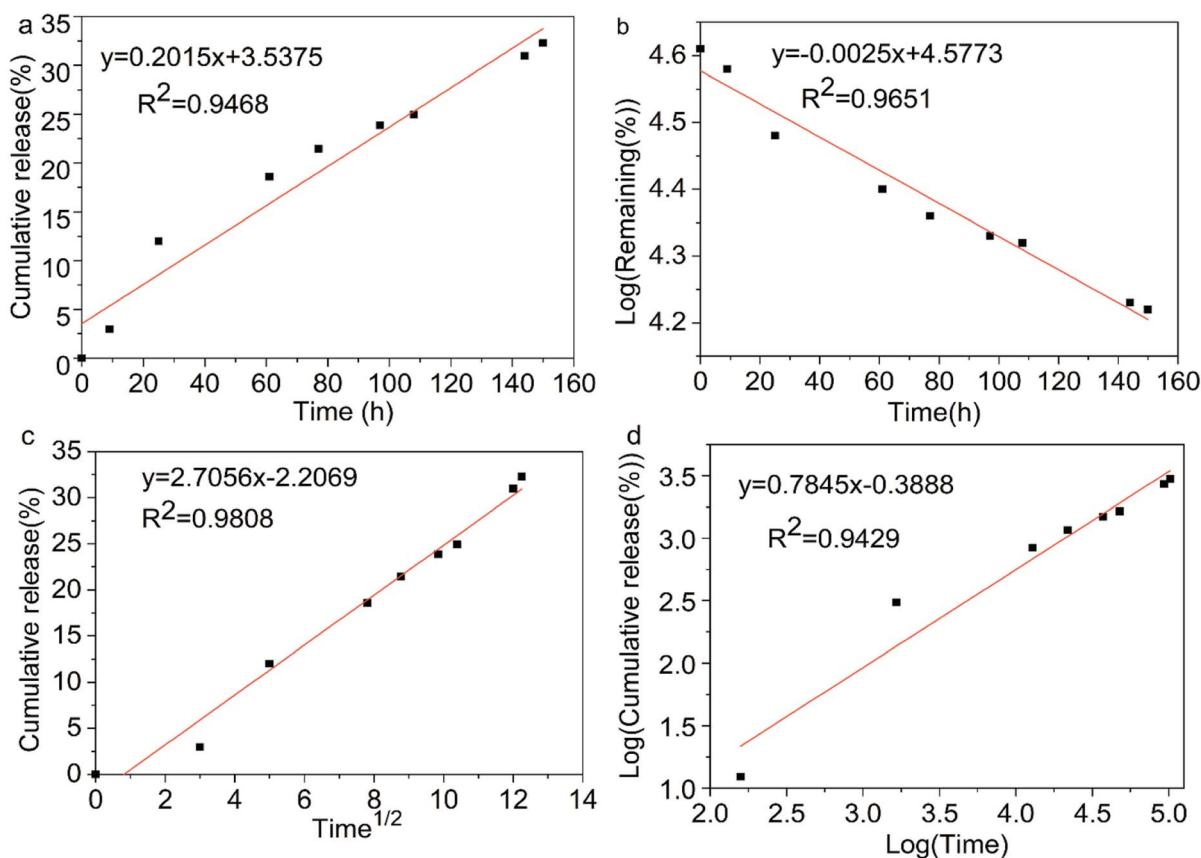 a
y=0.2015x+3.5375
R²=0.9468
Cumulative release(%)
35
30
25
20
15
10
5
0
0 20 40 60 80 100 120 140 160
Time (h)
b
y=-0.0025x+4.5773
R²=0.9651
Log(Remaining(%))
4.6
4.5
4.4
4.3
4.2
0 20 40 60 80 100 120 140 160
Time(h)
c
y=2.7056x-2.2069
R²=0.9808
Cumulative release(%)
35
30
25
20
15
10
5
0
0 2 4 6 8 10 12 14
Time^1/2
d
y=0.7845x-0.3888
R²=0.9429
Log(Cumulative release(%))
3.5
3.0
2.5
2.0
1.5
1.0
2.0 2.5 3.0 3.5 4.0 4.5 5.0
Log(Time)